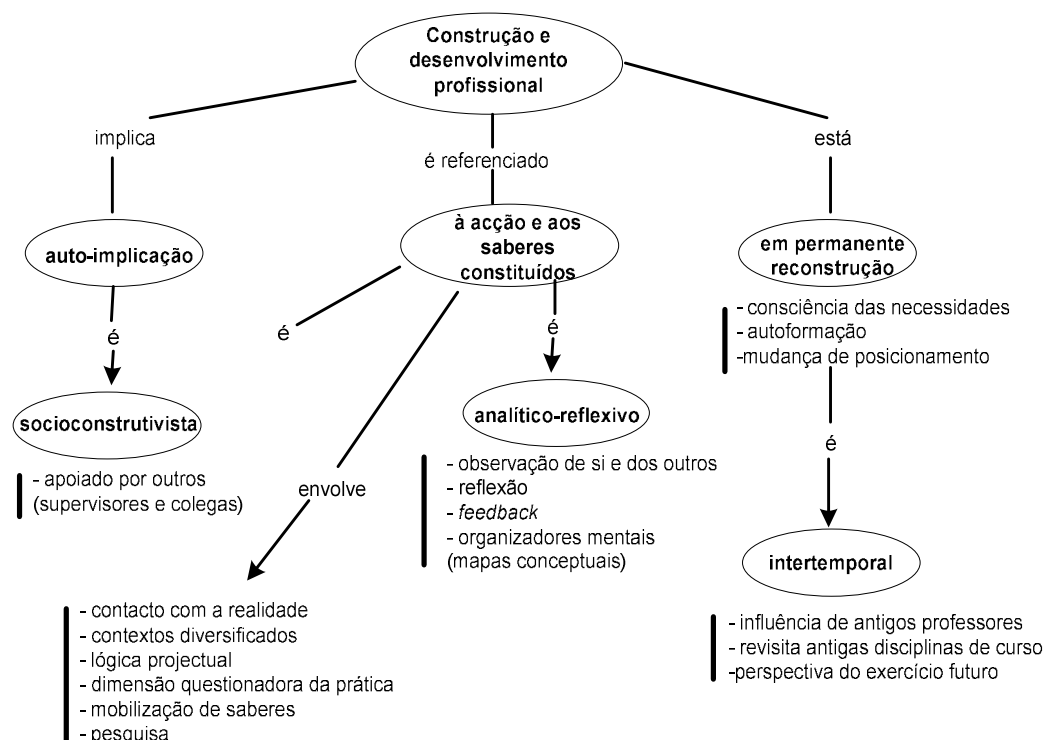 Construção e
desenvolvimento
profissional
implica
é referenciado
está
auto-implicação
à acção e aos
saberes
constituídos
em permanente
reconstrução
- consciência das necessidades
- autoformação
-mudança de posicionamento
é
é
é
é
socioconstrutivista
- apoiado por outros
(supervisores e colegas)
envolve
analítico-reflexivo
- observação de si e dos outros
- reflexão
- feedback
- organizadores mentais
(mapas conceptuais)
intertemporal
- influência de antigos professores
- revisita antigas disciplinas de curso
-perspectiva do exercício futuro
- contacto com a realidade
- contextos diversificados
- lógica projectual
- dimensão questionadora da prática
- mobilização de saberes
- pesquisa